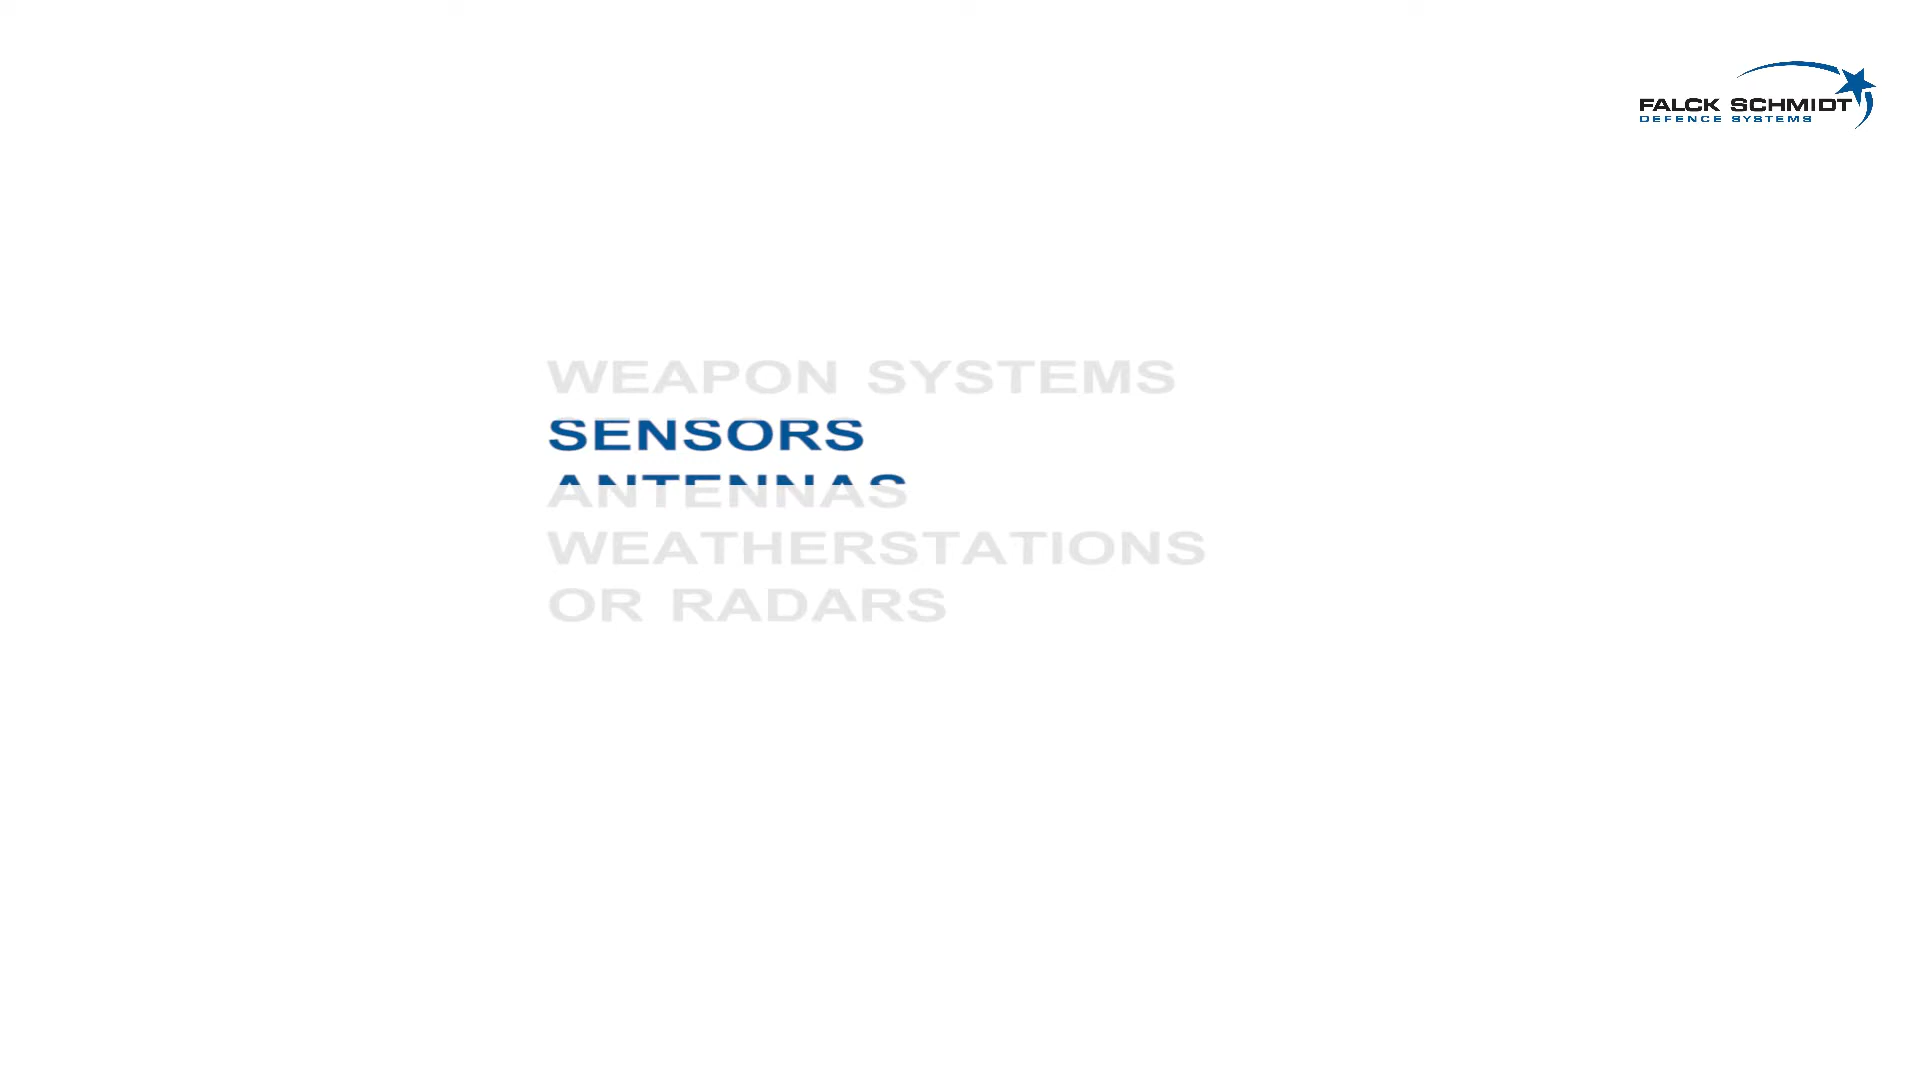 FALCK SCHMIDT
DEFENCE SYSTEMS
WEAPON SYSTEMS
SENSORS
ANTENNAS
WEATHERSTATIONS
OR RADARS